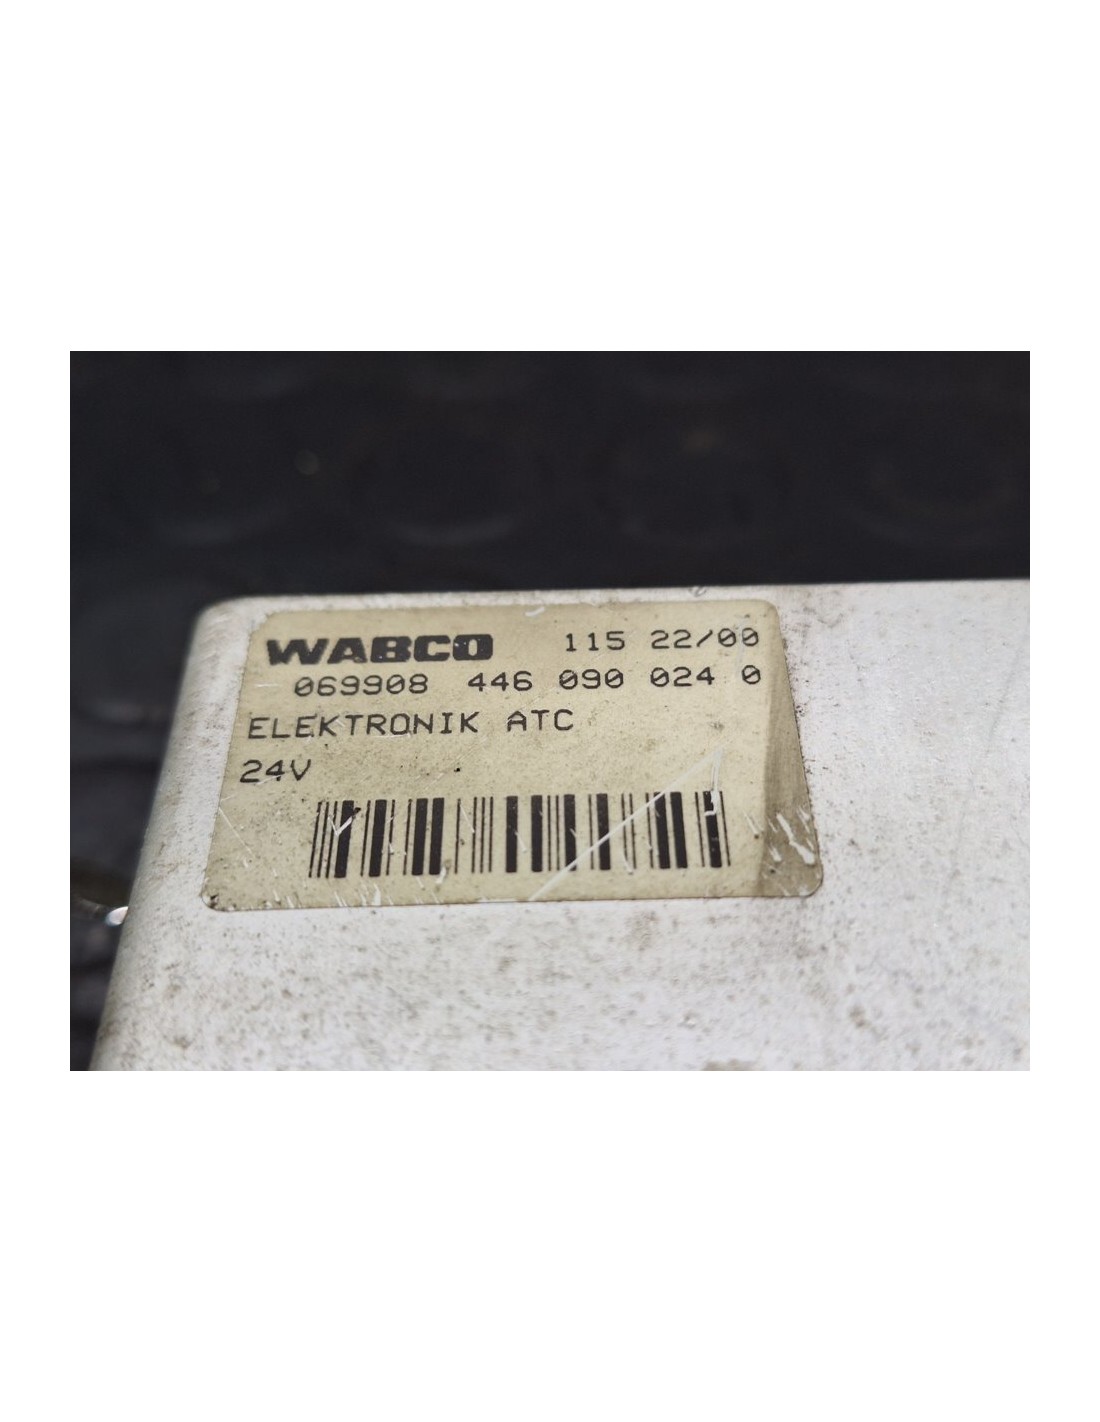 WABCO 115 22/00
069908 446 090 024 0
ELEKTRONIK ATC
24V